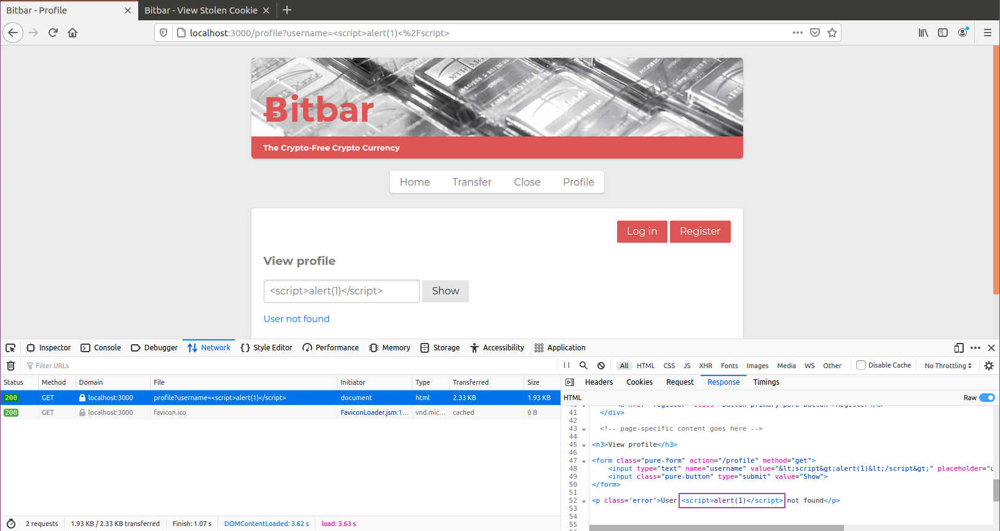 Bitbar - Profile
Bitbar - View Stolen Cookie
localhost:3000/profile?username=<script>alert(1)<%2Fscript>
Ƀitbar
The Crypto-Free Crypto Currency
Home Transfer Close Profile
Log in Register
View profile
<script>alert(1)</script> Show
User not found
Inspector Console Debugger Network Style Editor Performance Memory Storage Accessibility Application
Filter URLs All HTML CSS JS XHR Fonts Images Media WS Other Disable Cache No Throttling
Status Method Domain File Initiator Type Transferred Size
200 GET localhost:3000 profile?username=<script>alert(1)</script> document html 2.33 KB 1.93 KB
200 GET localhost:3000 favicon.ico FaviconLoader.jsm:1... vnd.mic... cached 0 B
Headers Cookies Request Response Timings
HTML Raw
41 </div>
42
43 <!-- page-specific content goes here -->
44
45 <h3>View profile</h3>
46
47 <form class="pure-form" action="/profile" method="get">
48 <input type="text" name="username" value="&lt;script&gt;alert(1)&lt;/script&gt;" placeholder="u
49 <input class="pure-button" type="submit" value="Show">
50 </form>
51
52 <p class='error'>User <script>alert(1)</script> not found</p>
53
54
55
2 requests 1.93 KB / 2.33 KB transferred Finish: 1.07 s DOMContentLoaded: 3.62 s load: 3.63 s